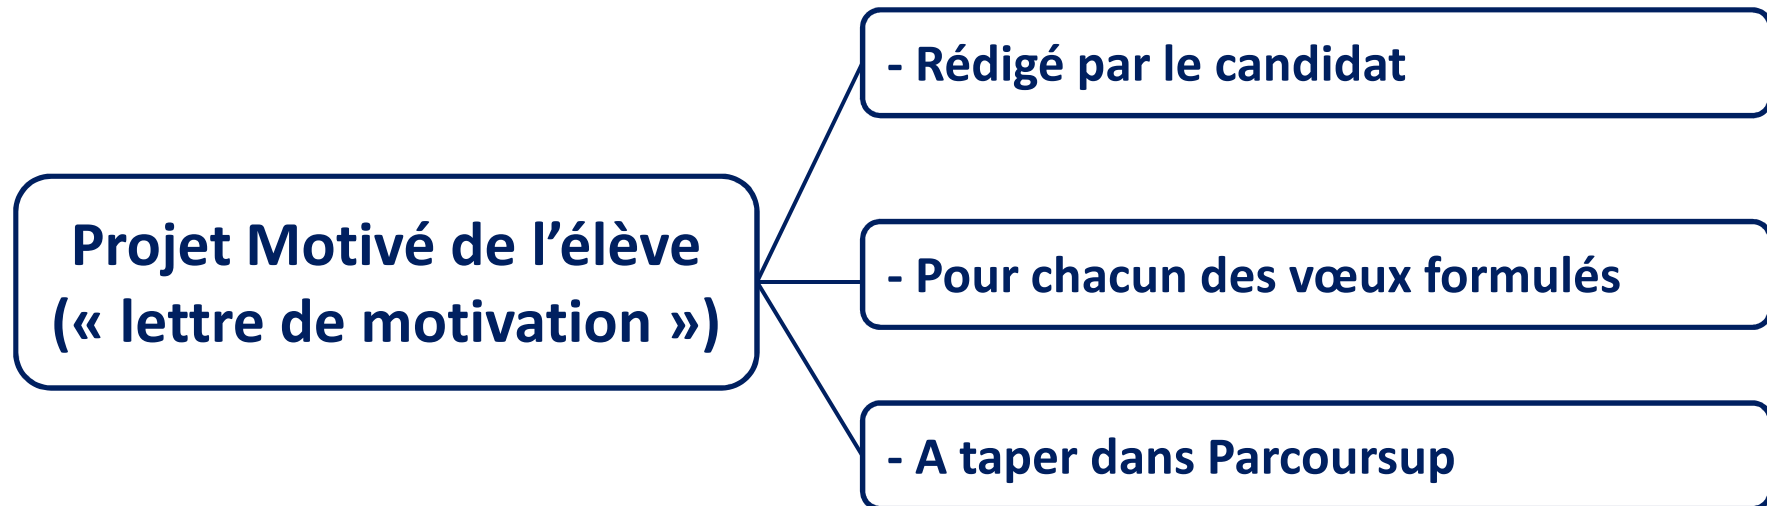 Projet Motivé de l’élève
(« lettre de motivation »)
- Rédigé par le candidat
- Pour chacun des vœux formulés
- A taper dans Parcoursup